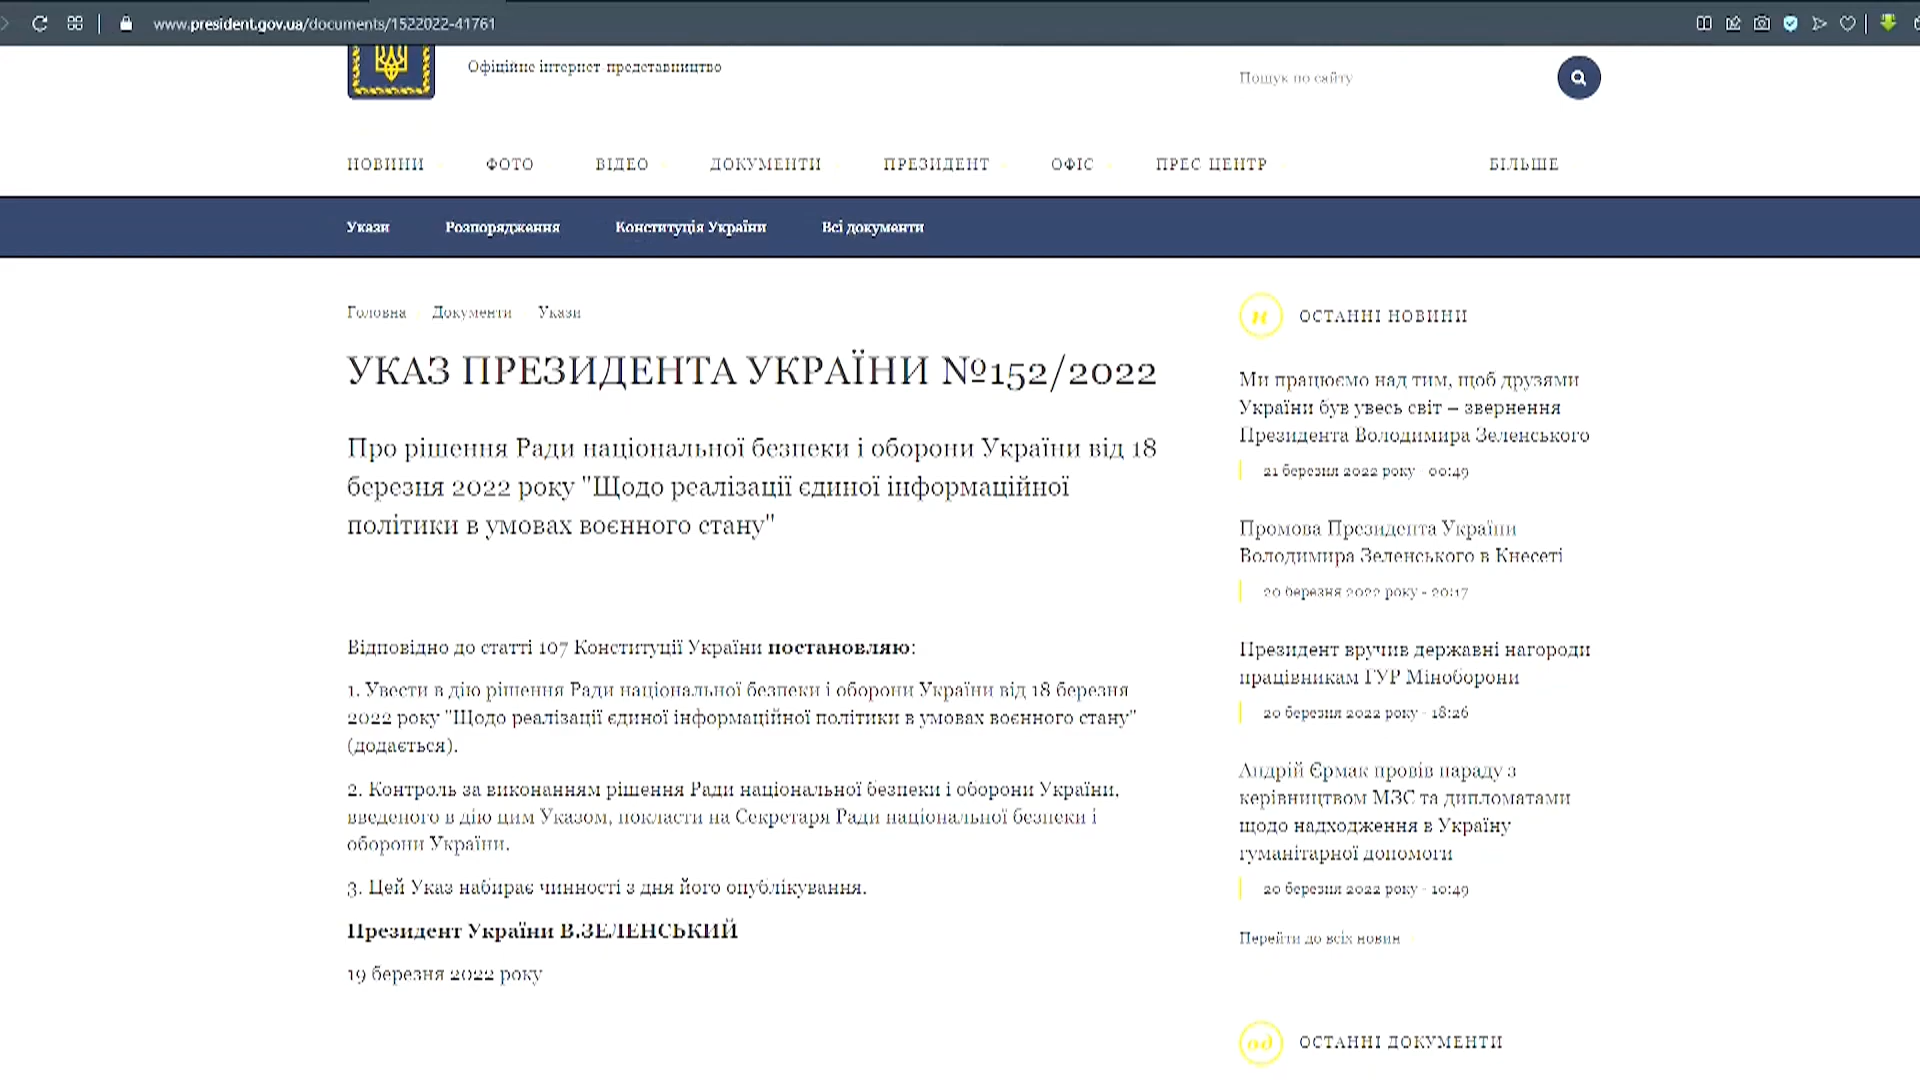 www.president.gov.ua/documents/1522022-41761
Офіційне інтернет-представництво
Пошук по сайту
НОВИНИ ФОТО ВІДЕО ДОКУМЕНТИ ПРЕЗИДЕНТ ОФІС ПРЕС ЦЕНТР БІЛЬШЕ
Укази Розпорядження Конституція України Всі документи
Головна Документи Укази
УКАЗ ПРЕЗИДЕНТА УКРАЇНИ №152/2022
Про рішення Ради національної безпеки і оборони України від 18
березня 2022 року "Щодо реалізації єдиної інформаційної
політики в умовах воєнного стану"
Відповідно до статті 107 Конституції України постановляю:
1. Увести в дію рішення Ради національної безпеки і оборони України від 18 березня
2022 року "Щодо реалізації єдиної інформаційної політики в умовах воєнного стану"
(додається).
2. Контроль за виконанням рішення Ради національної безпеки і оборони України,
введеного в дію цим Указом, покласти на Секретаря Ради національної безпеки і
оборони України.
3. Цей Указ набирає чинності з дня його опублікування.
Президент України В.ЗЕЛЕНСЬКИЙ
19 березня 2022 року
н ОСТАННІ НОВИНИ
Ми працюємо над тим, щоб друзями
України був увесь світ – звернення
Президента Володимира Зеленського
21 березня 2022 року - 00:49
Промова Президента України
Володимира Зеленського в Кнесеті
20 березня 2022 року - 20:17
Президент вручив державні нагороди
працівникам ГУР Міноборони
20 березня 2022 року - 18:26
Андрій Єрмак провів нараду з
керівництвом МЗС та дипломатами
щодо надходження в Україну
гуманітарної допомоги
20 березня 2022 року - 10:49
Перейти до всіх новин
од ОСТАННІ ДОКУМЕНТИ